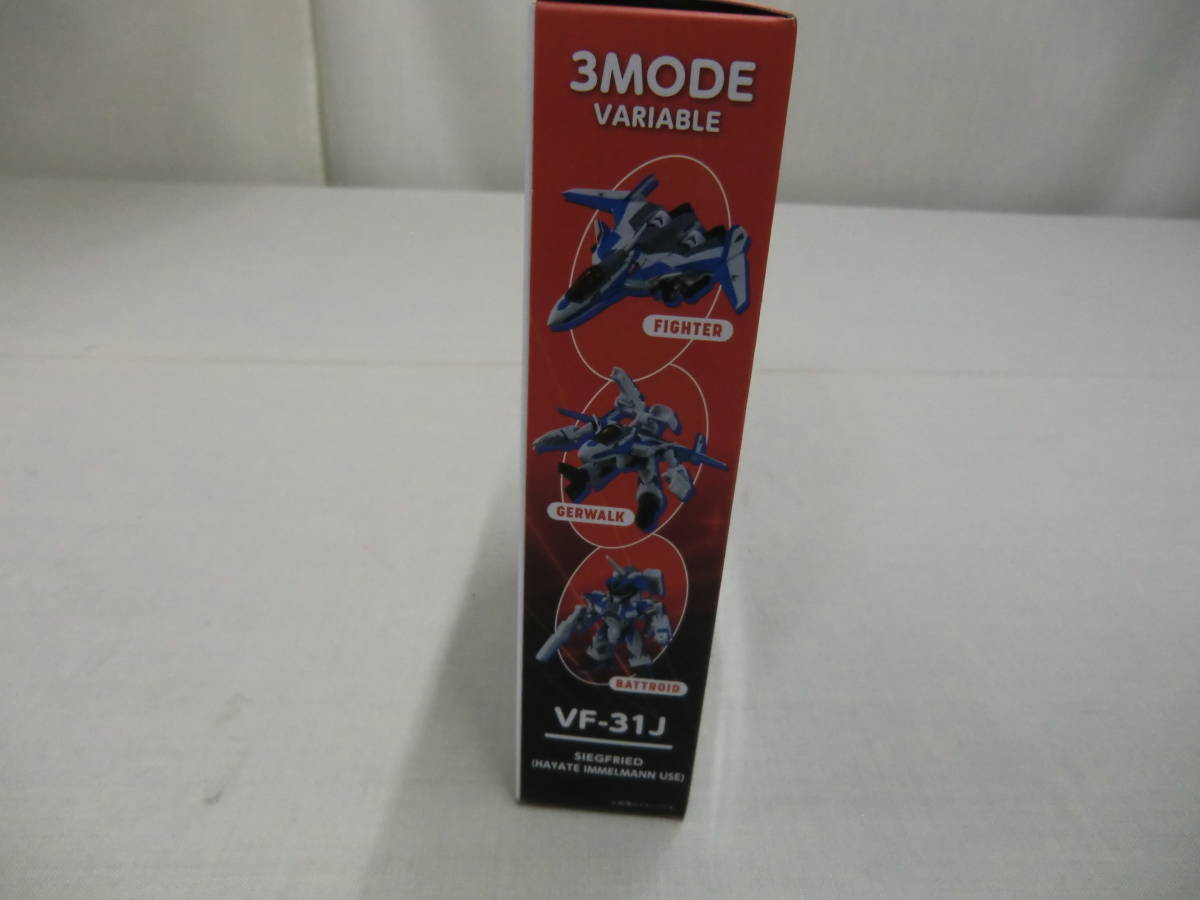 3MODE
VARIABLE
FIGHTER
GERWALK
BATTROID
VF-31J
SIEGFRIED
(HAYATE IMMELMANN USE)